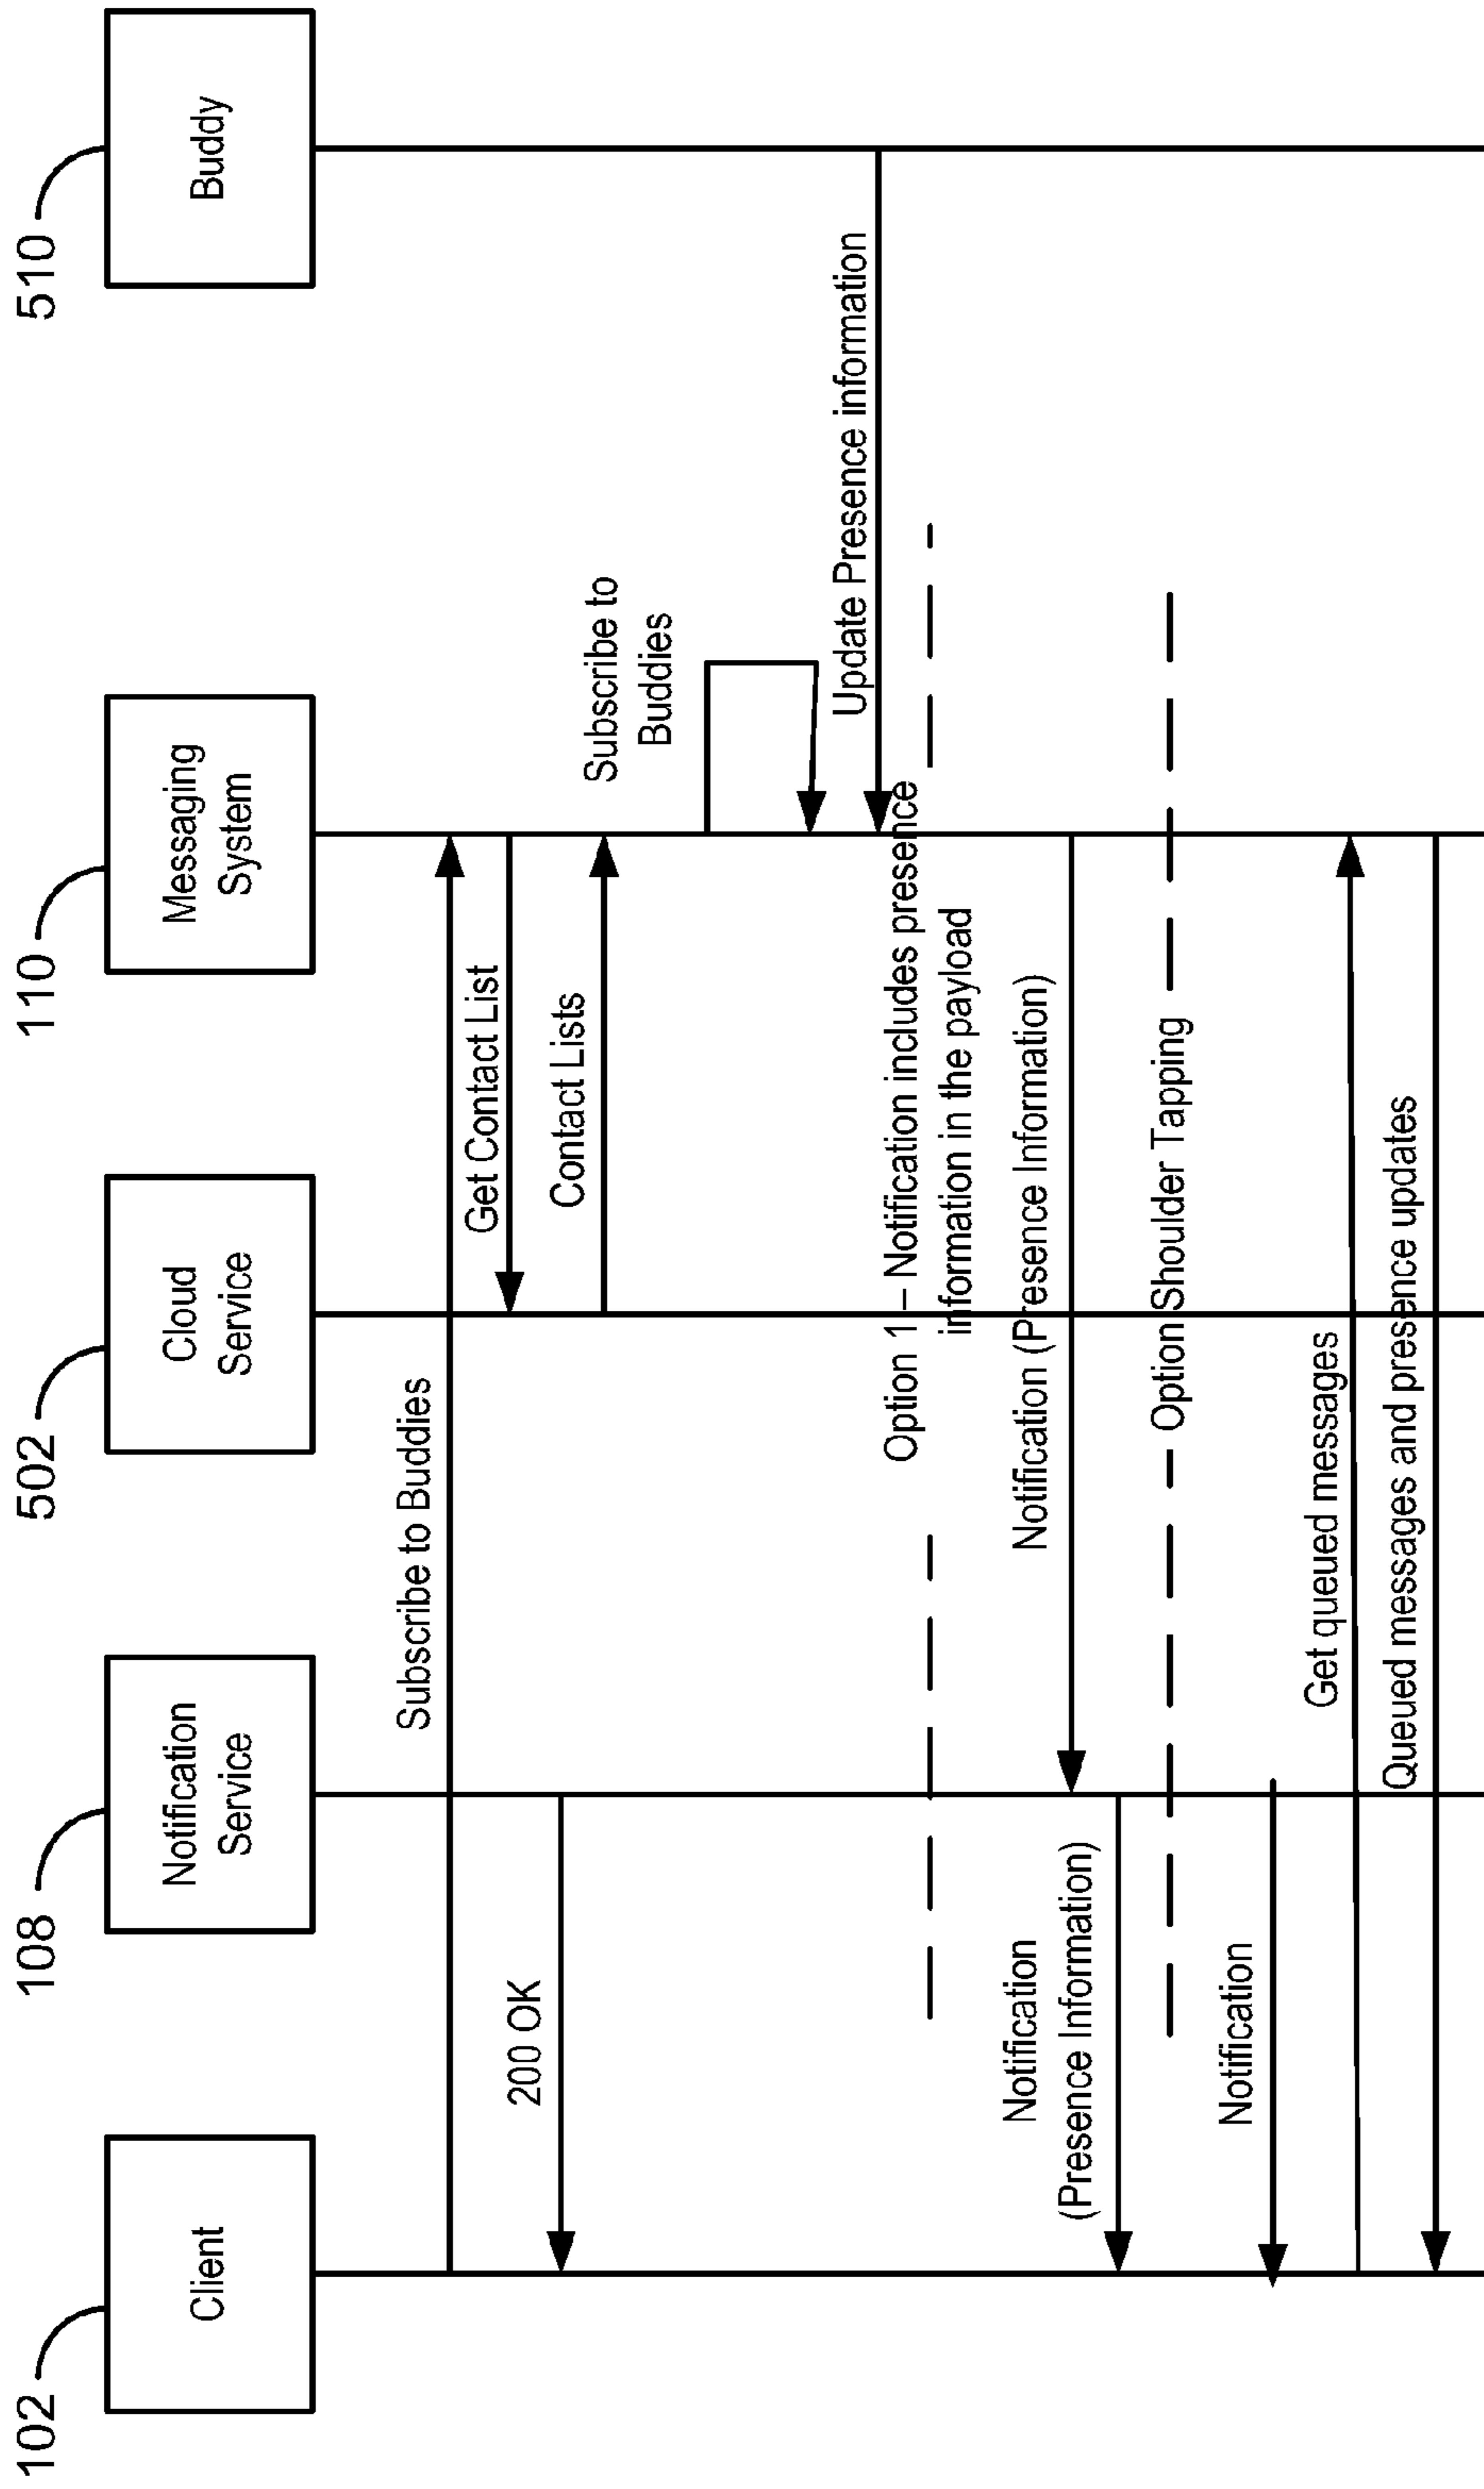 102
108
502
110
510
Client
Notification
Service
Cloud
Service
Messaging
System
Buddy
Subscribe to Buddies
Get Contact List
200 OK
Contact Lists
Subscribe to
Buddies
Update Presence information
Option 1 – Notification includes presence
information in the payload
Notification (Presence Information)
Notification
(Presence Information)
Option Shoulder Tapping
Notification
Get queued messages
Queued messages and presence updates